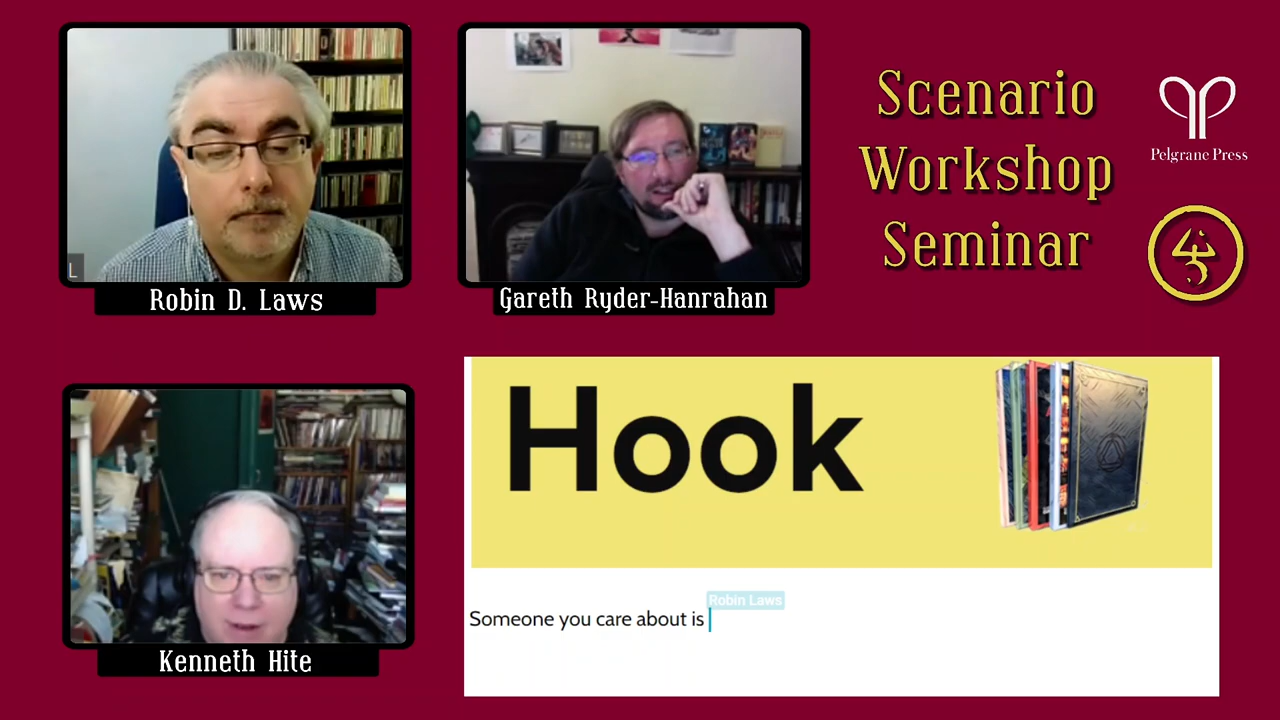 L
Robin D. Laws
Gareth Ryder-Hanrahan
Scenario
Workshop
Seminar
Pelgrane Press
Kenneth Hite
Hook
Robin Laws
Someone you care about is